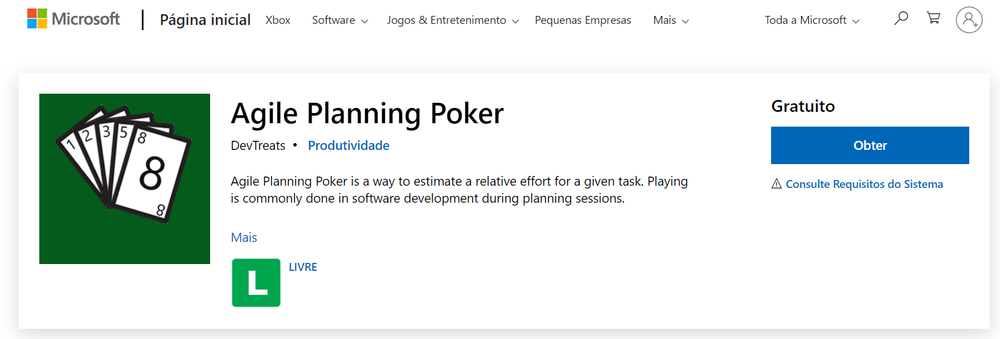 Microsoft
Página inicial
Xbox
Software
Jogos & Entretenimento
Pequenas Empresas
Mais
Toda a Microsoft
1
2
3
5
8
8
8
Agile Planning Poker
DevTreats • Produtividade
Agile Planning Poker is a way to estimate a relative effort for a given task. Playing
is commonly done in software development during planning sessions.
Mais
L
LIVRE
Gratuito
Obter
Consulte Requisitos do Sistema